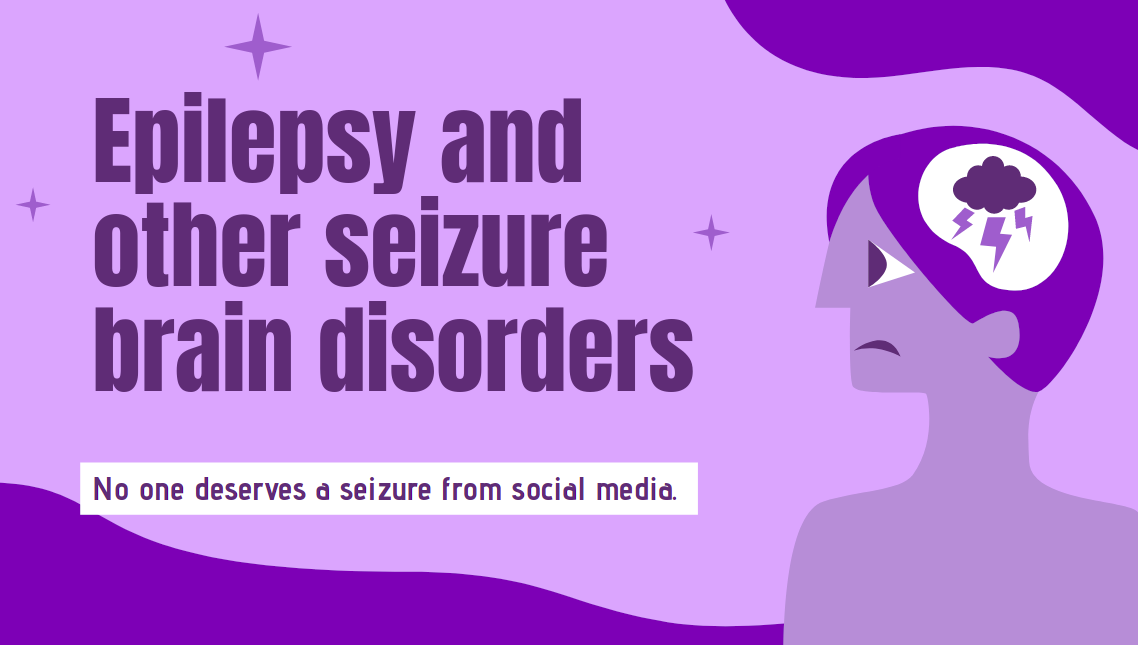 Epilepsy and
other seizure
brain disorders
No one deserves a seizure from social media.